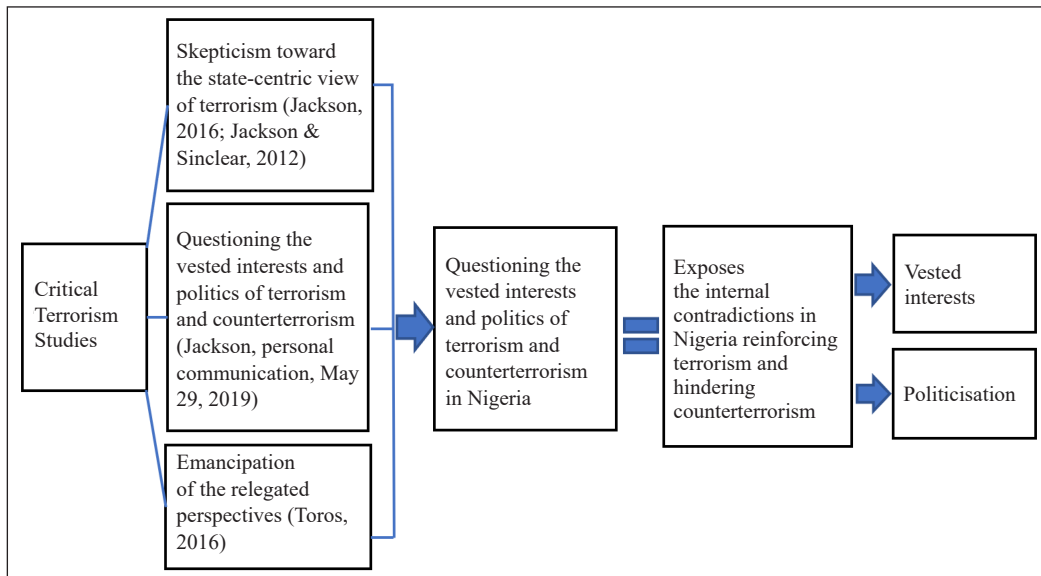 Critical
Terrorism
Studies
Skepticism toward
the state-centric view
of terrorism (Jackson,
2016; Jackson &
Sinclear, 2012)
Questioning the
vested interests and
politics of terrorism
and counterterrorism
(Jackson, personal
communication, May
29, 2019)
Emancipation
of the relegated
perspectives (Toros,
2016)
Questioning the
vested interests
and politics of
terrorism and
counterterrorism
in Nigeria
Exposes
the internal
contradictions in
Nigeria reinforcing
terrorism and
hindering
counterterrorism
Vested
interests
Politicisation